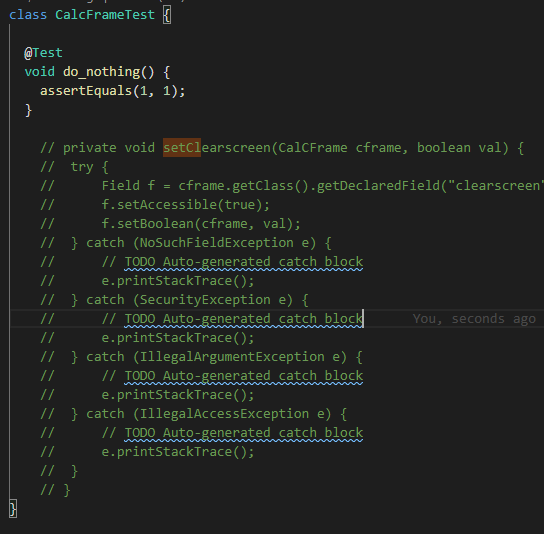 class CalcFrameTest {
@Test
void do_nothing() {
assertEquals(1, 1);
}
// private void setClearscreen(CalCFrame cframe, boolean val) {
// try {
// Field f = cframe.getClass().getDeclaredField("clearscreen"
// f.setAccessible(true);
// f.setBoolean(cframe, val);
// } catch (NoSuchFieldException e) {
// // TODO Auto-generated catch block
// e.printStackTrace();
// } catch (SecurityException e) {
// // TODO Auto-generated catch block You, seconds ago
// e.printStackTrace();
// } catch (IllegalArgumentException e) {
// // TODO Auto-generated catch block
// e.printStackTrace();
// } catch (IllegalAccessException e) {
// // TODO Auto-generated catch block
// e.printStackTrace();
// }
// }
}